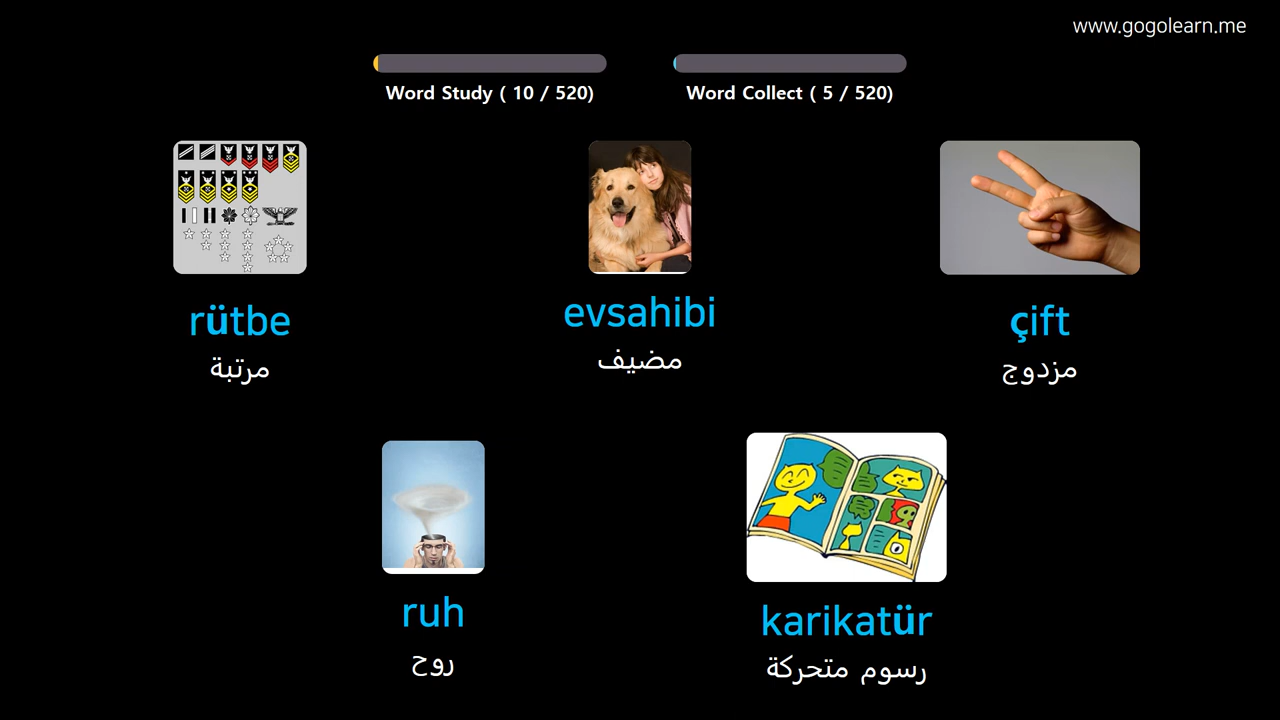 www.gogolearn.me
Word Study ( 10 / 520)
Word Collect ( 5 / 520)
rütbe
مرتبة
evsahibi
مضيف
çift
مزدوج
ruh
روح
karikatür
رسوم متحركة